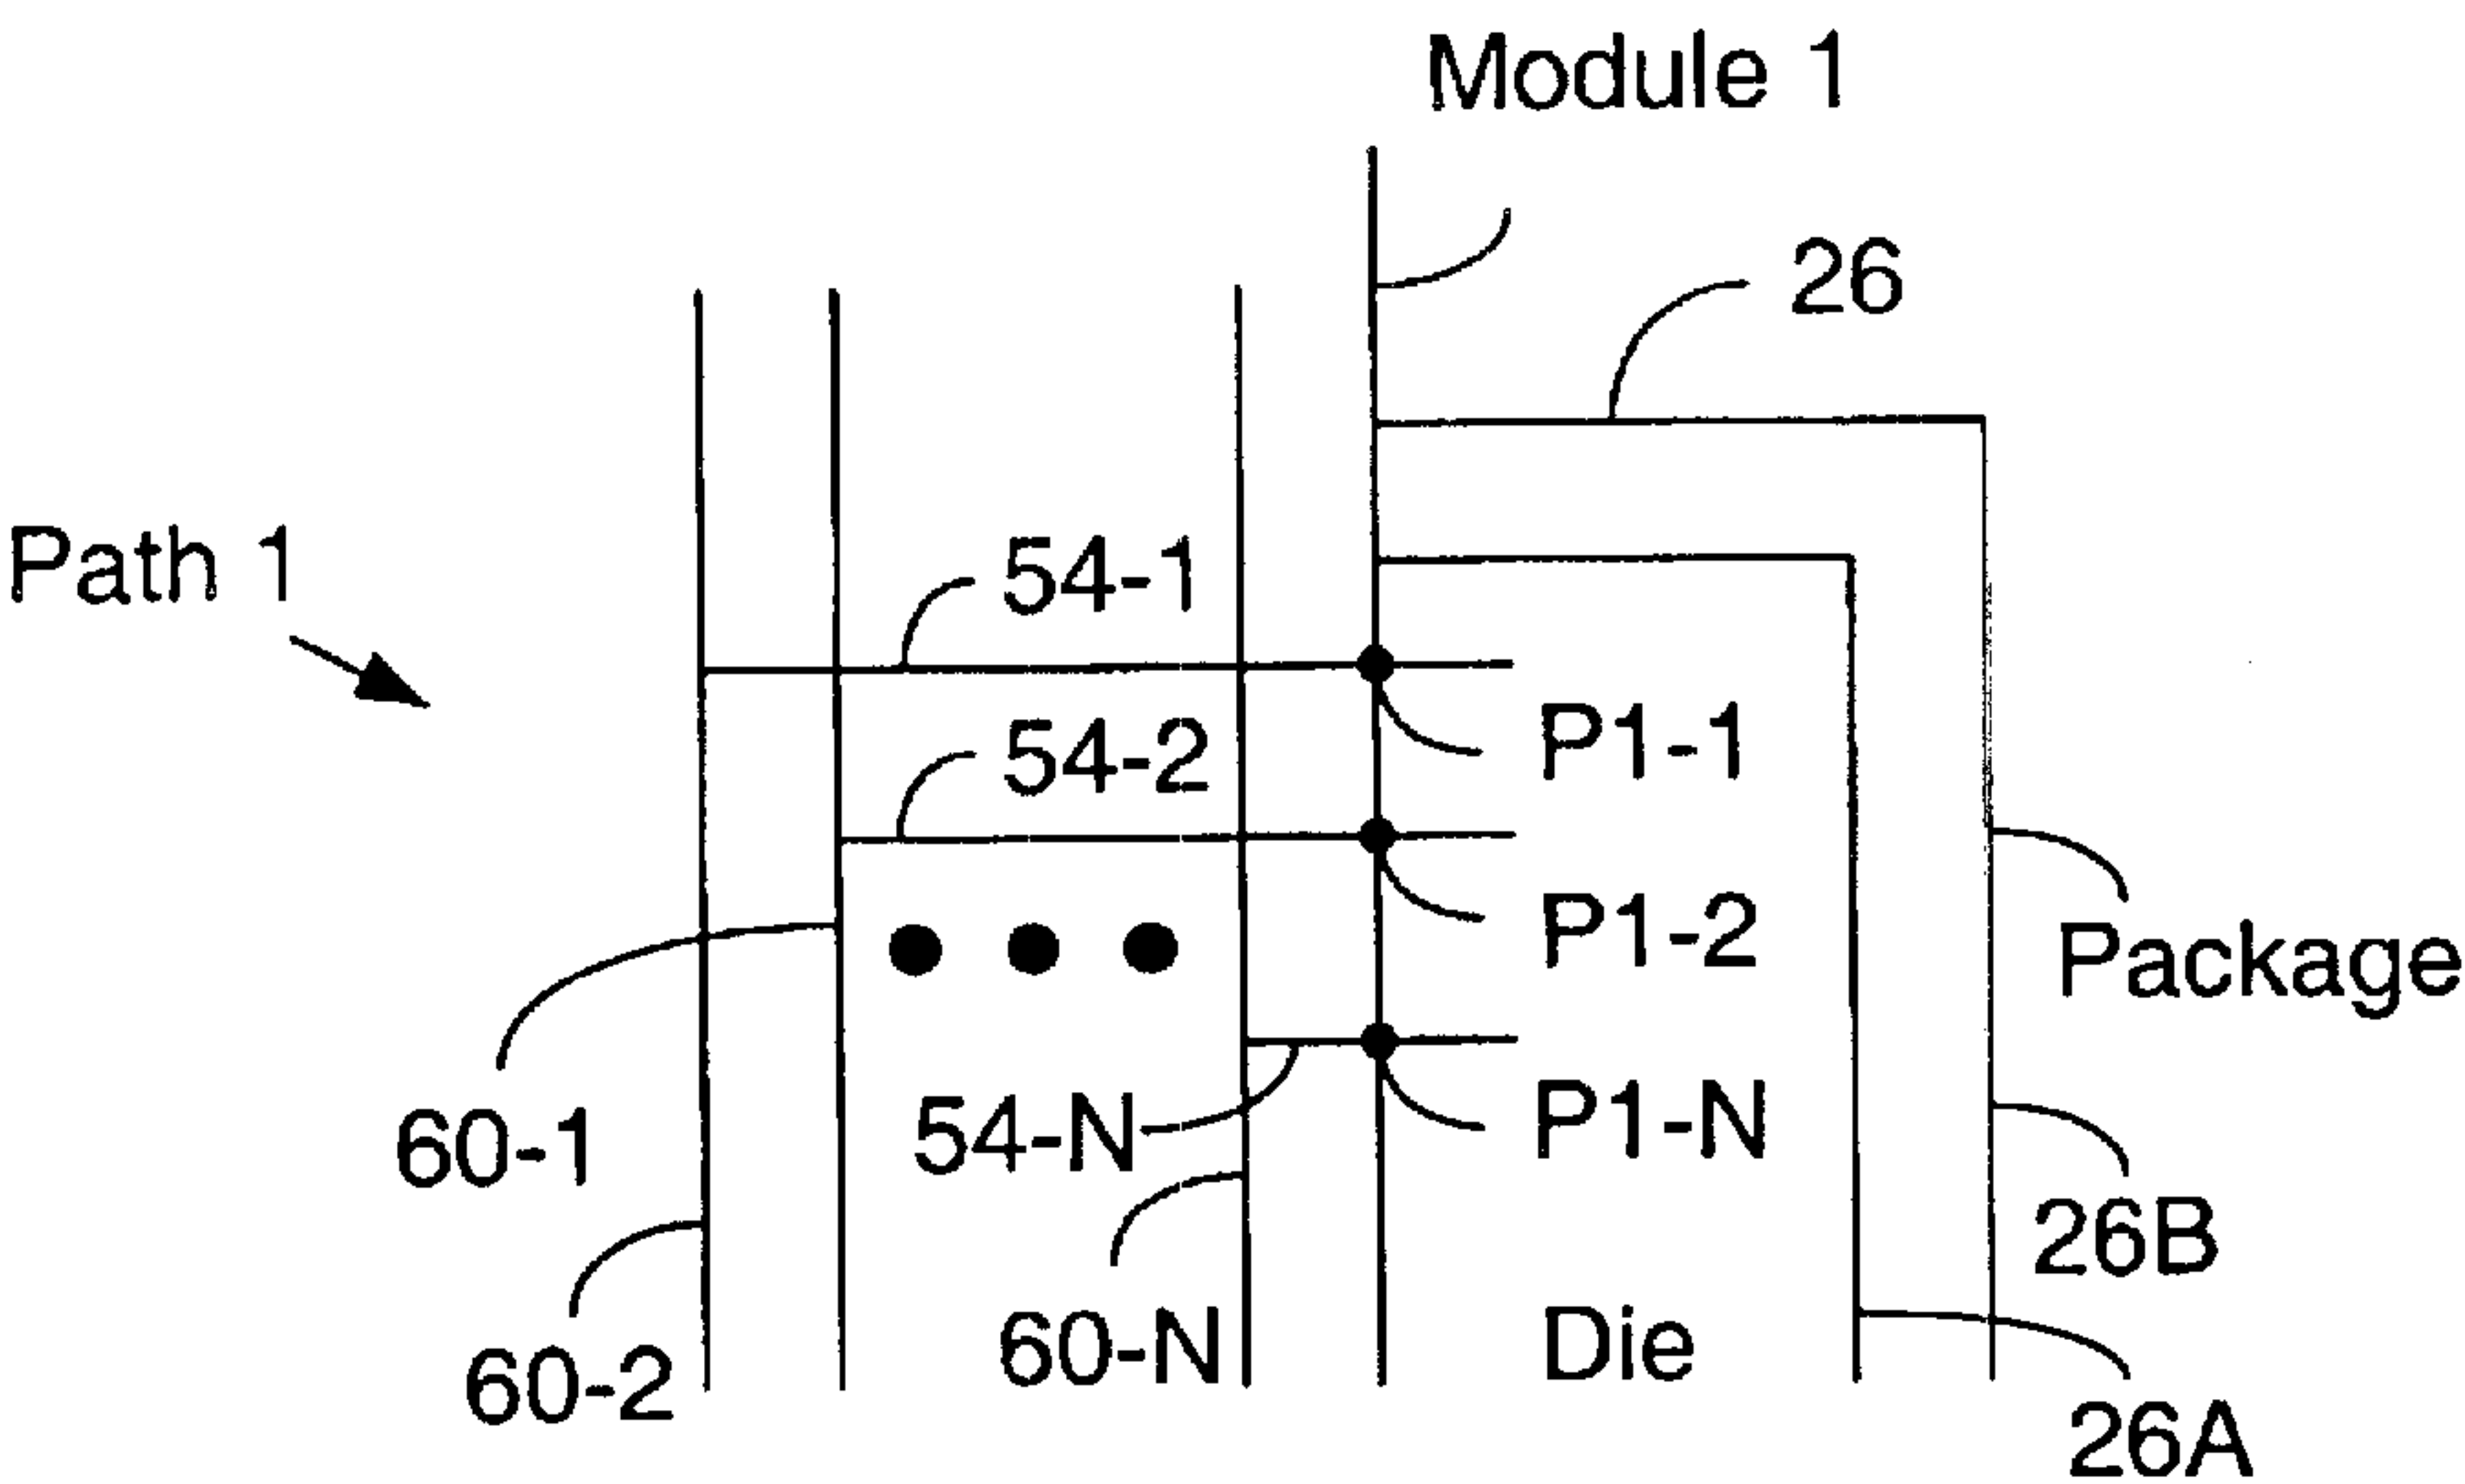 Module 1
26
Path 1
54-1
54-2
P1-1
P1-2
Package
60-1
54-N
P1-N
26B
60-2
60-N
Die
26A